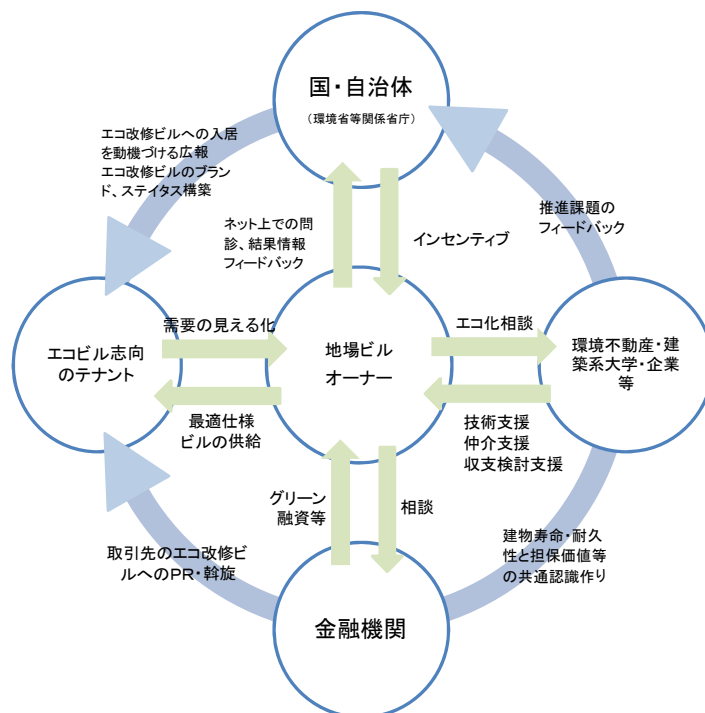 国・自治体
（環境省等関係省庁）
エコ改修ビルへの入居
を動機づける広報
エコ改修ビルのブラン
ド、ステイタス構築
ネット上での問
診、結果情報
フィードバック
インセンティブ
推進課題の
フィードバック
エコビル志向
のテナント
需要の見える化
最適仕様
ビルの供給
地場ビル
オーナー
エコ化相談
技術支援
仲介支援
収支検討支援
環境不動産・建
築系大学・企業
等
グリーン
融資等
相談
取引先のエコ改修ビ
ルへのPR・斡旋
建物寿命・耐久
性と担保価値等
の共通認識作り
金融機関